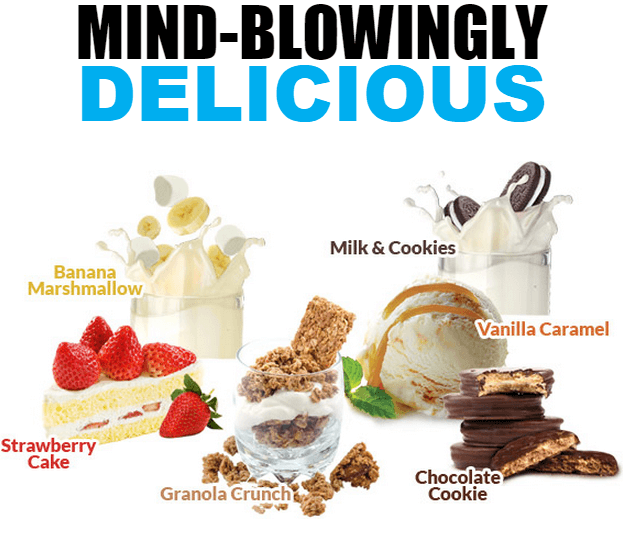 MIND-BLOWINGLY
DELICIOUS
Milk & Cookies
Banana
Marshmallow
Vanilla Caramel
Strawberry
Cake
Granola Crunch
Chocolate
Cookie